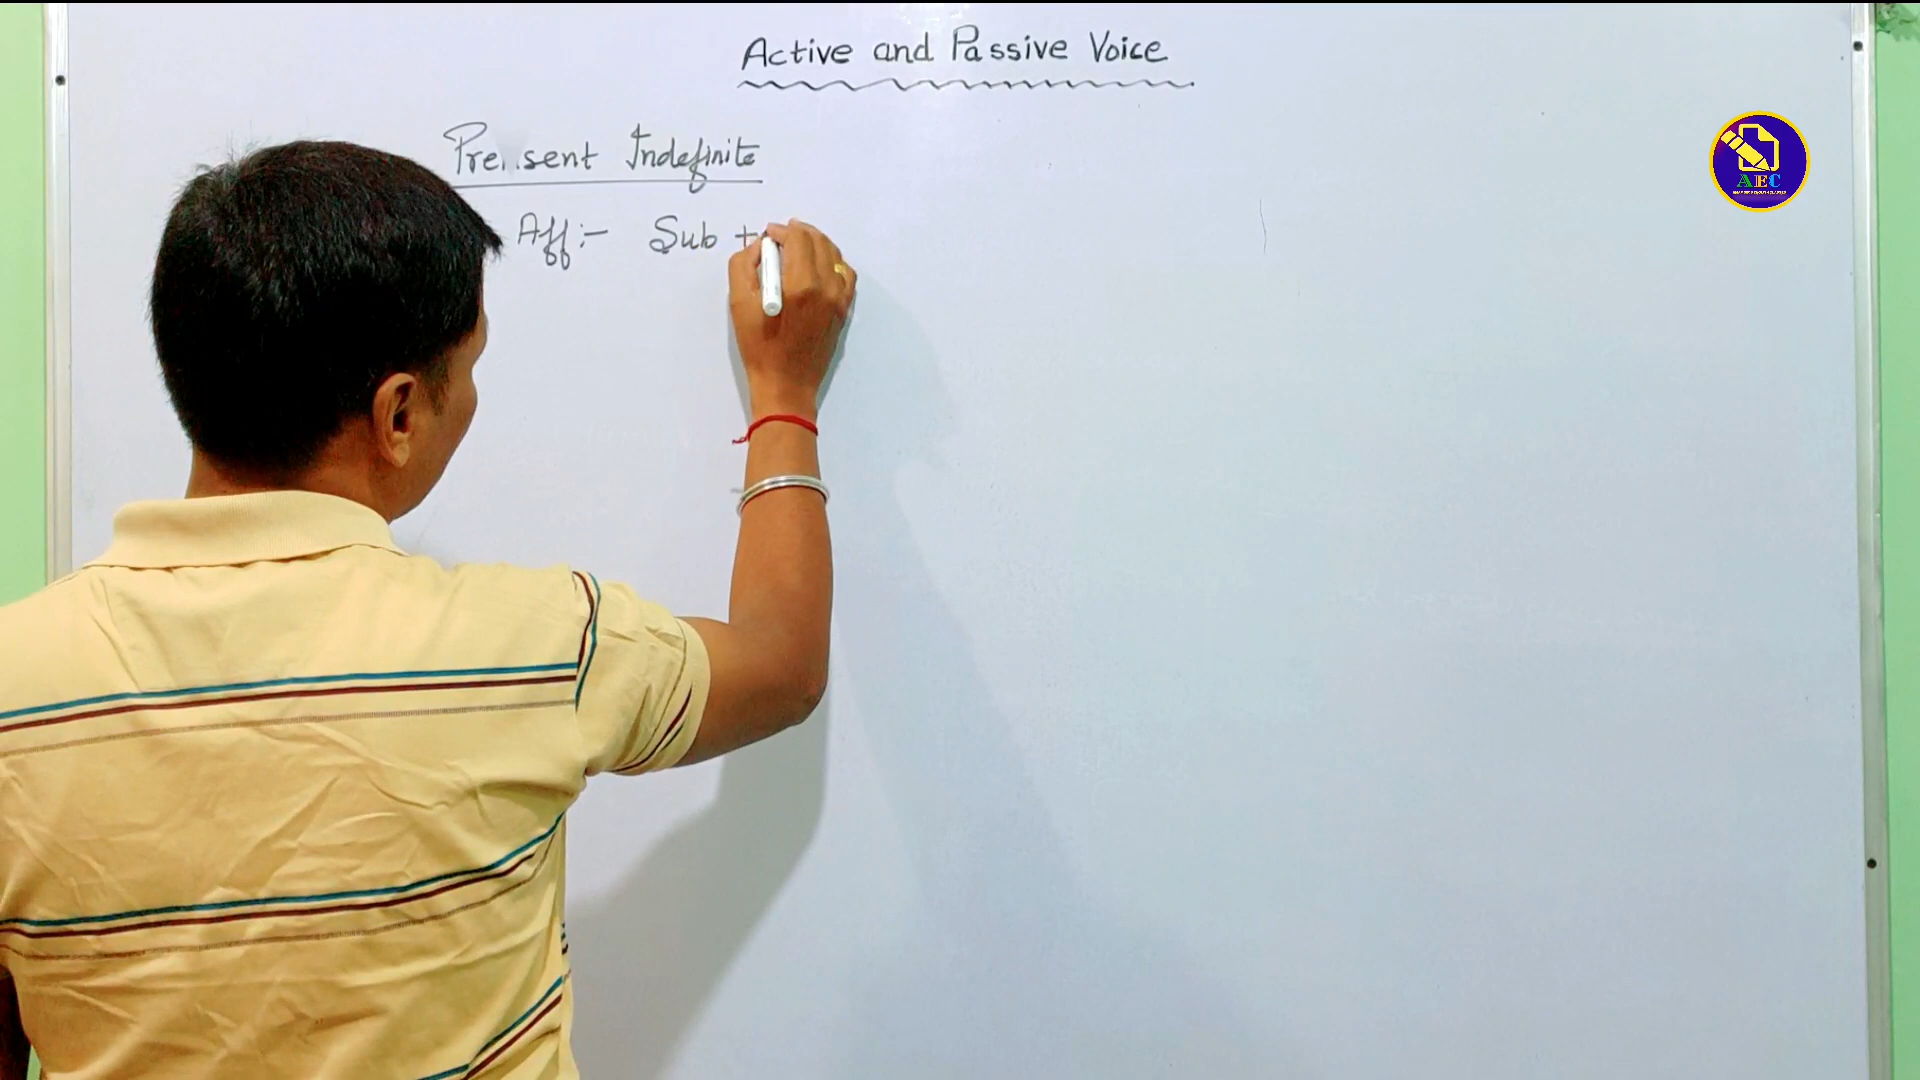 Active and Passive Voice
Present Indefinite
Aff:- Sub +
AEC